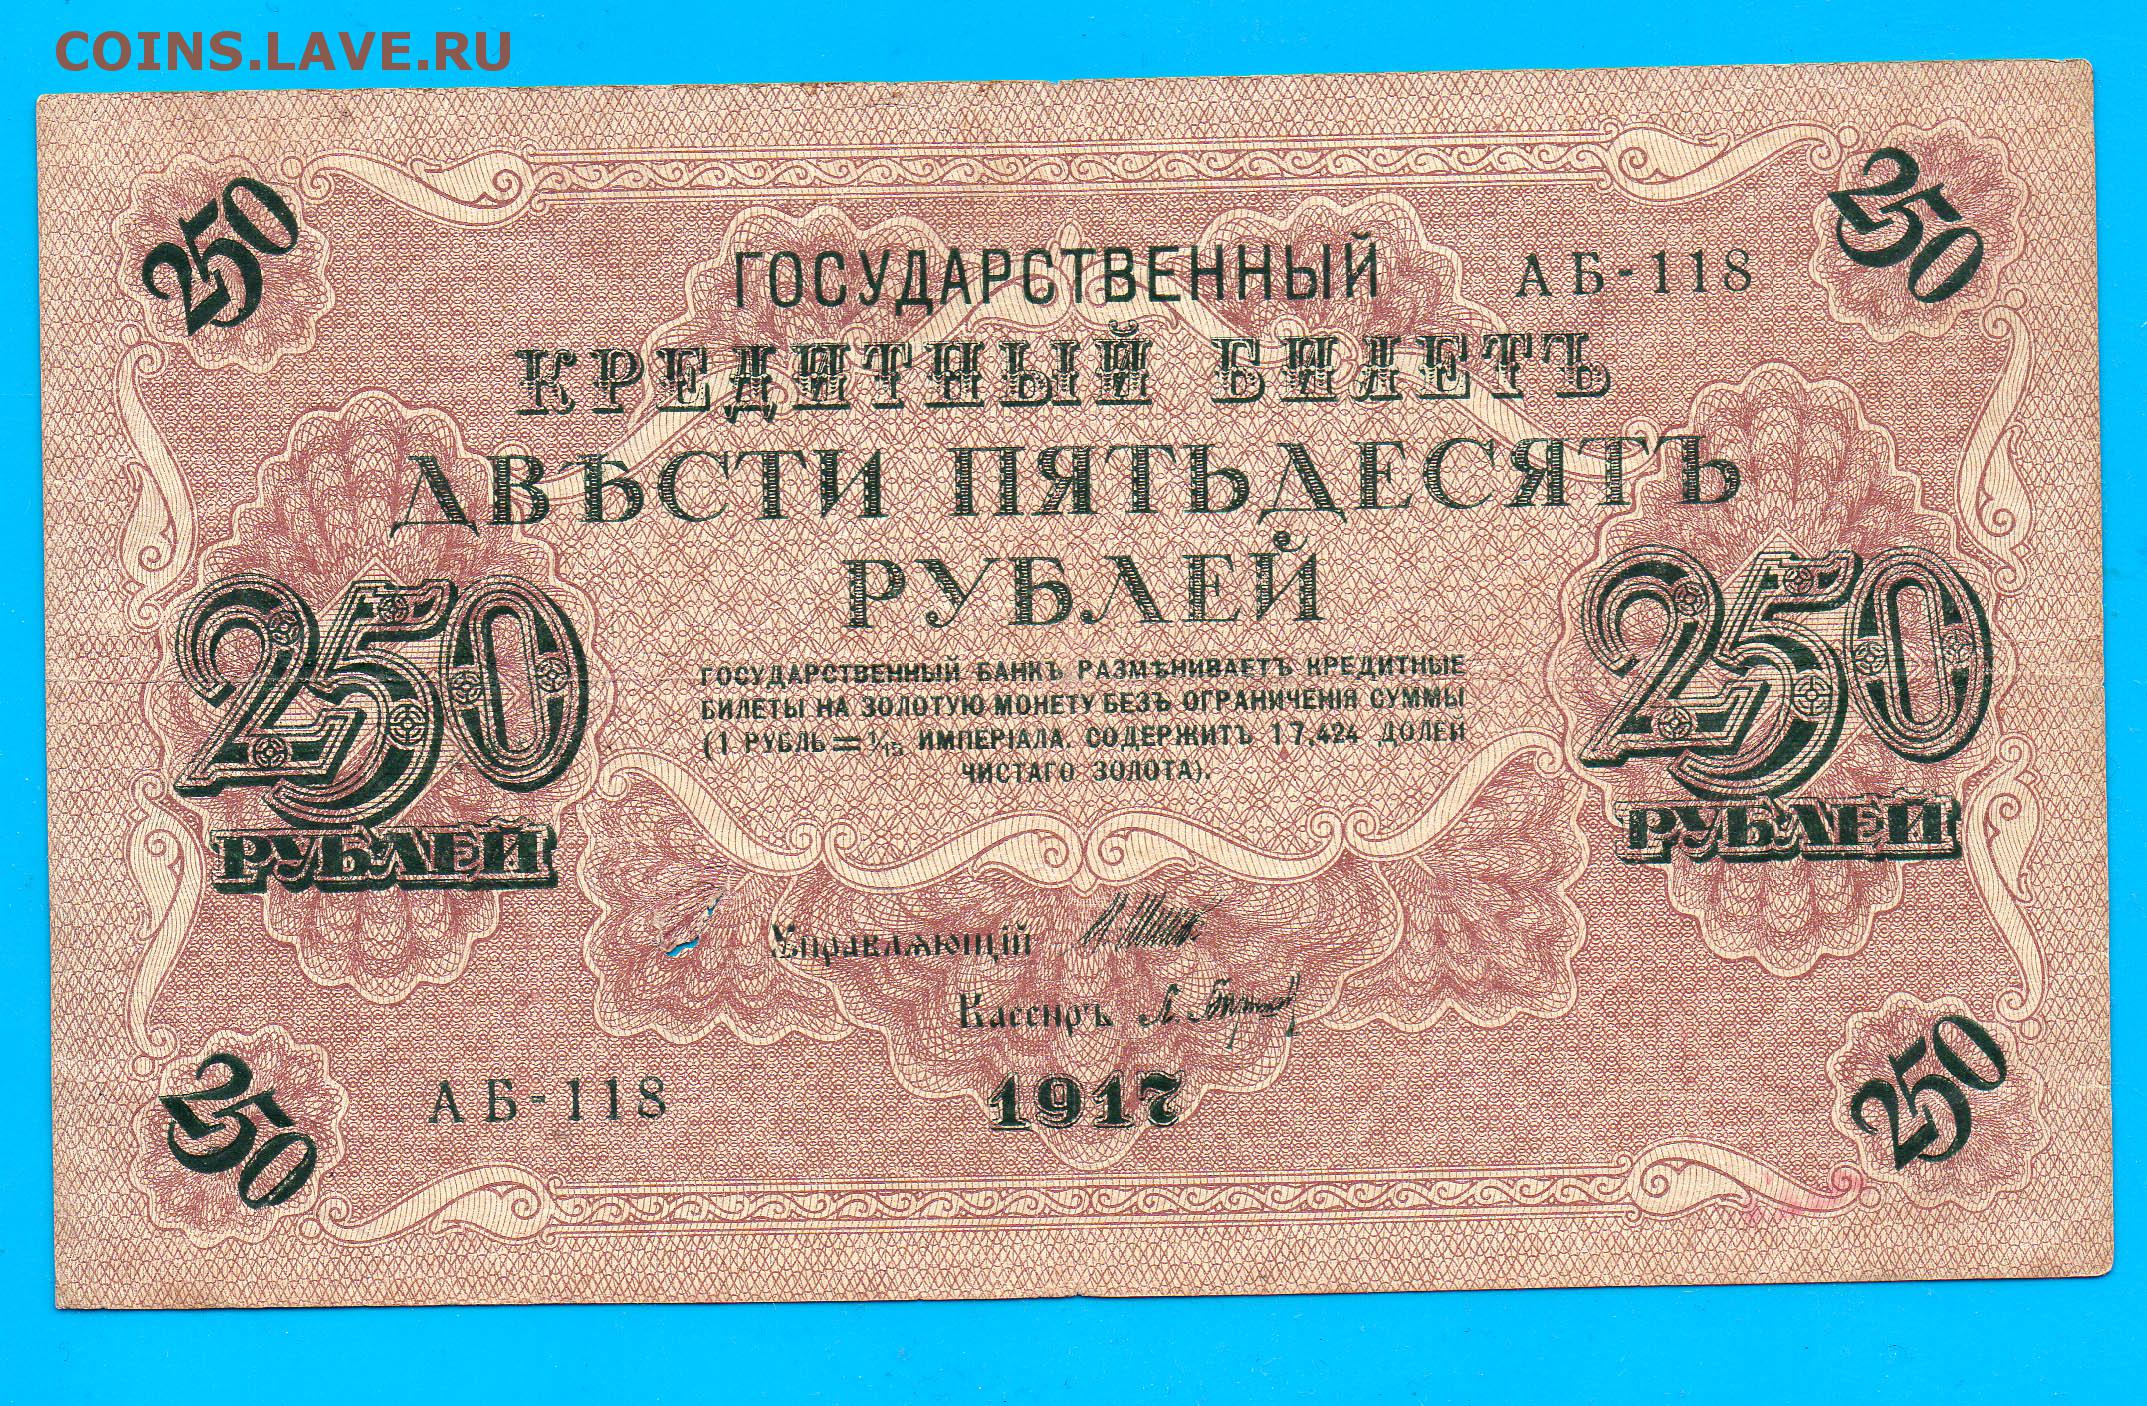 COINS.LAVE.RU
250
250
ГОСУДАРСТВЕННЫЙ АБ-118
КРЕДИТНЫЙ БИЛЕТЪ
ДВѢСТИ ПЯТЬДЕСЯТЪ
РУБЛЕЙ
250
РУБЛЕЙ
250
РУБЛЕЙ
ГОСУДАРСТВЕННЫЙ БАНКЪ РАЗМѢНИВАЕТЪ КРЕДИТНЫЕ
БИЛЕТЫ НА ЗОЛОТУЮ МОНЕТУ БЕЗЪ ОГРАНИЧЕНІЯ СУММЫ
(1 РУБЛЬ = 1/15 ИМПЕРІАЛА, СОДЕРЖИТЪ 17,424 ДОЛЕЙ
ЧИСТАГО ЗОЛОТА).
Управляющій
Кассиръ
АБ-118
1917
250
250